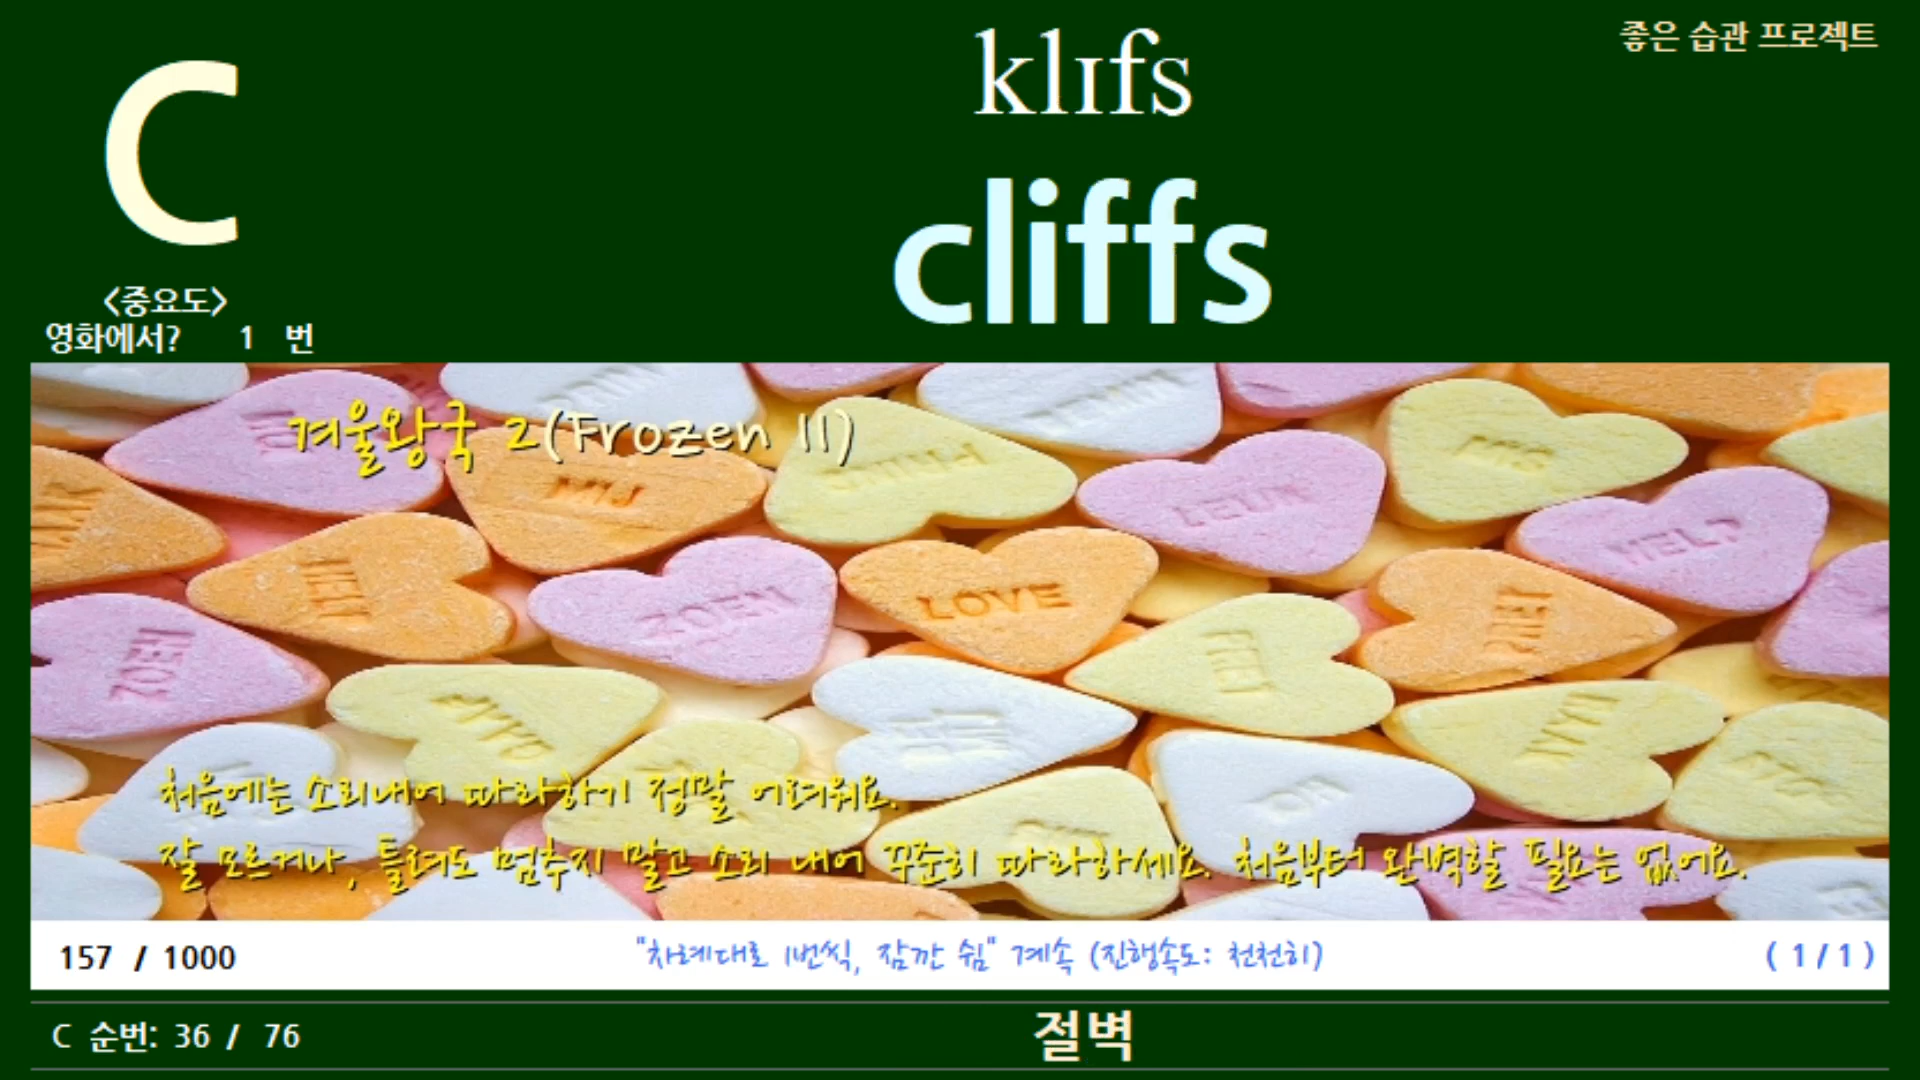 좋은 습관 프로젝트
C
klɪfs
cliffs
<중요도>
영화에서? 1 번
겨울왕국 2(Frozen II)
LOVE
ZOEN
HELP
처음에는 소리내어 따라하기 정말 어려워요.
잘 모르거나, 틀려도 멈추지 말고 소리 내어 꾸준히 따라하세요. 처음부터 완벽할 필요는 없어요.
157 / 1000
"차례대로 1번씩, 잠깐 쉼" 계속 (진행속도: 천천히)
( 1 / 1 )
C 순번: 36 / 76
절벽